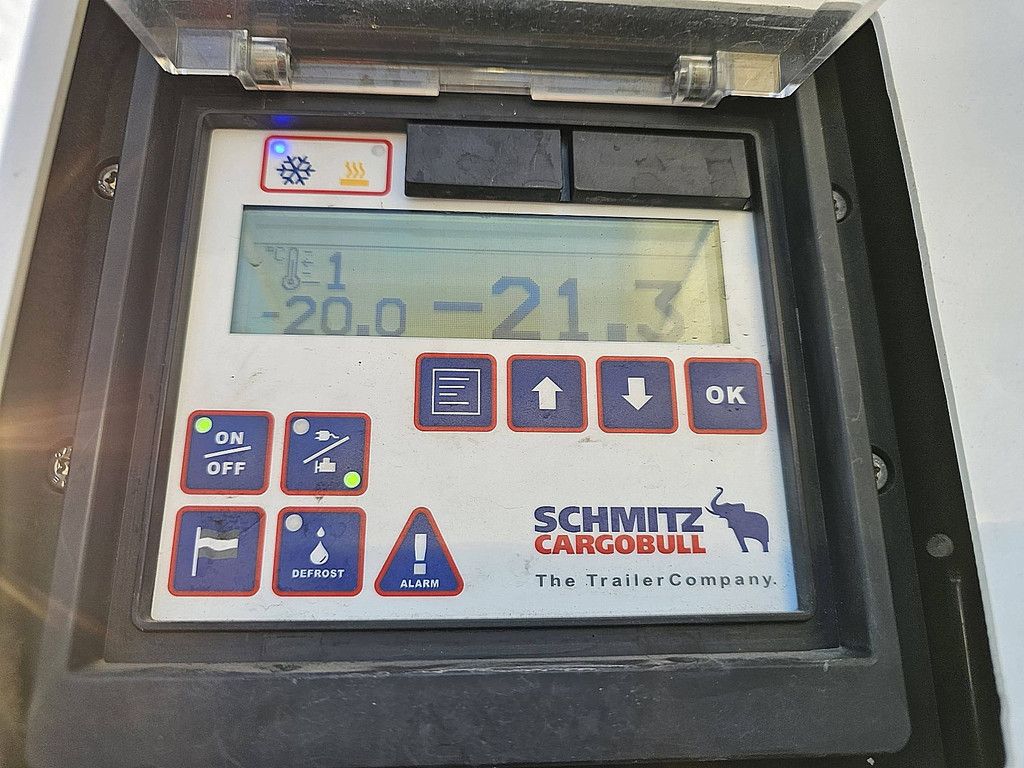 °C 1
-20.0 -21.3
OK
ON
OFF
DEFROST
ALARM
SCHMITZ
CARGOBULL
The TrailerCompany.